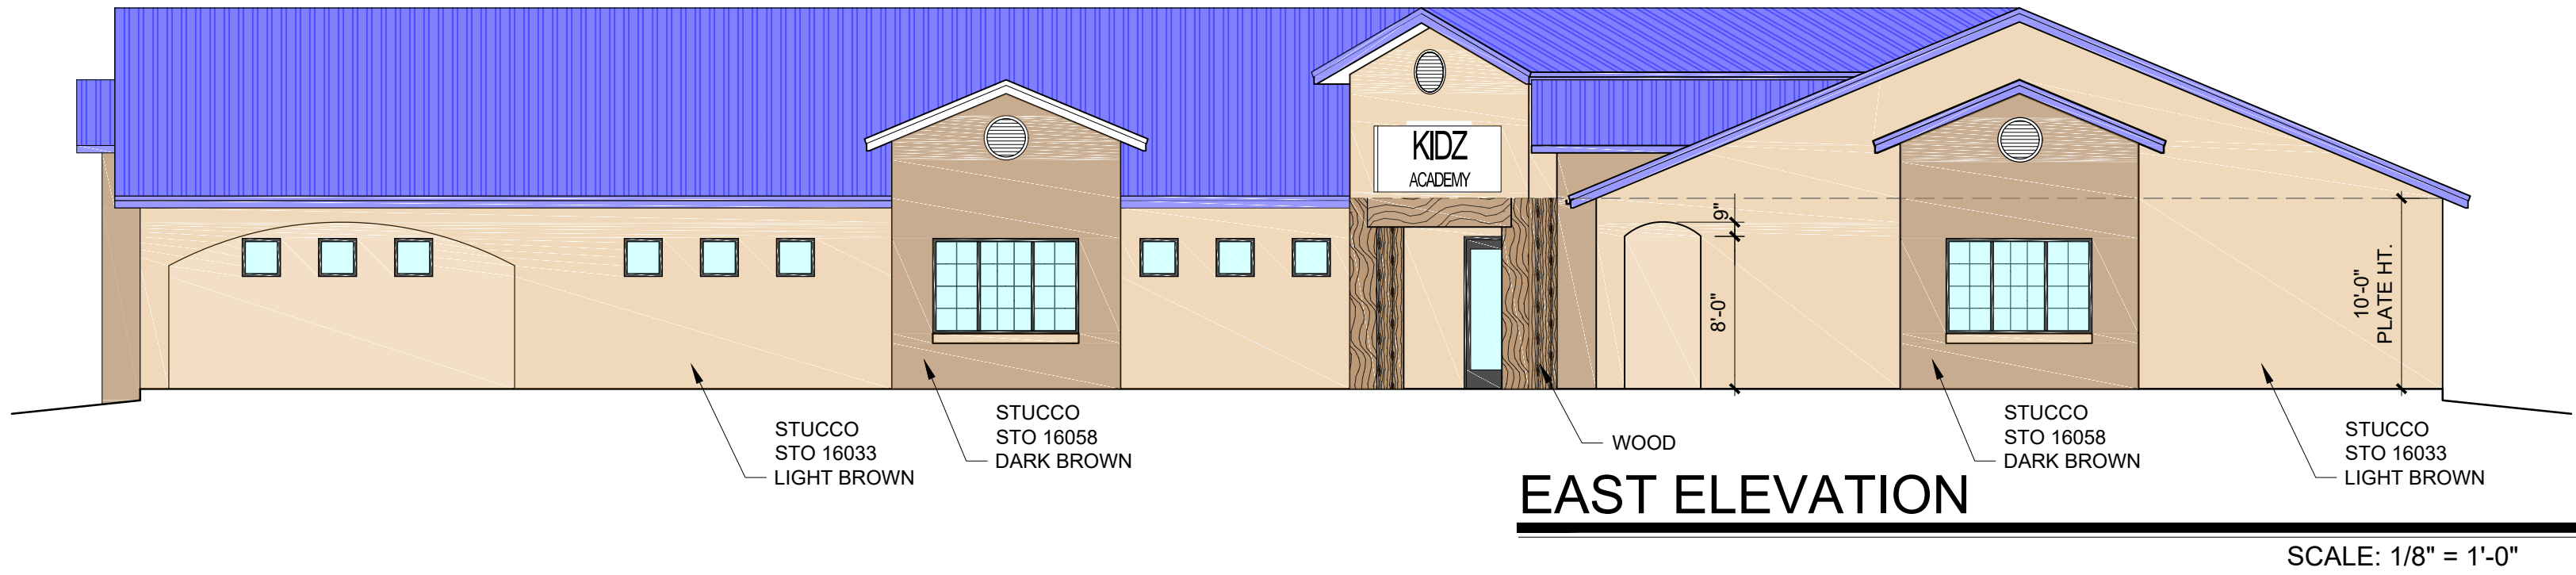 KIDZ
ACADEMY
9"
8'-0"
10'-0"
PLATE HT.
STUCCO
STO 16033
LIGHT BROWN
STUCCO
STO 16058
DARK BROWN
WOOD
STUCCO
STO 16058
DARK BROWN
STUCCO
STO 16033
LIGHT BROWN
EAST ELEVATION
SCALE: 1/8" = 1'-0"